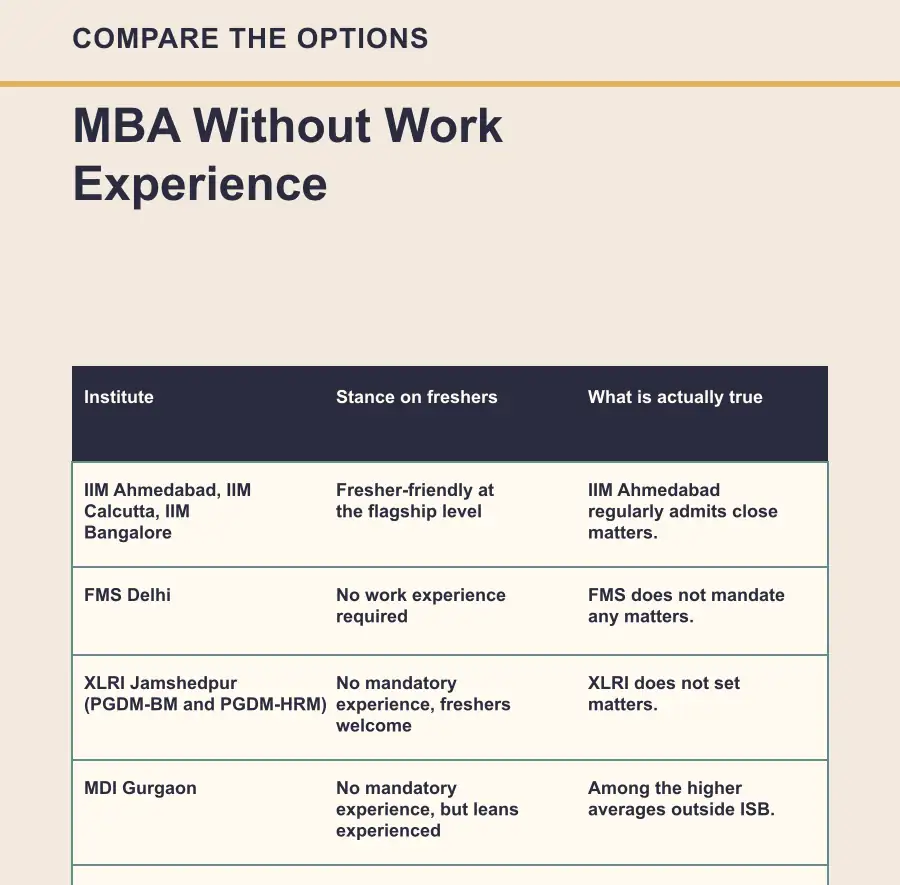 COMPARE THE OPTIONS
MBA Without Work
Experience
Institute
Stance on freshers
What is actually true
IIM Ahmedabad, IIM
Calcutta, IIM
Bangalore
Fresher-friendly at
the flagship level
IIM Ahmedabad
regularly admits close
matters.
FMS Delhi
No work experience
required
FMS does not mandate
any matters.
XLRI Jamshedpur
(PGDM-BM and PGDM-HRM)
No mandatory
experience, freshers
welcome
XLRI does not set
matters.
MDI Gurgaon
No mandatory
experience, but leans
experienced
Among the higher
averages outside ISB.